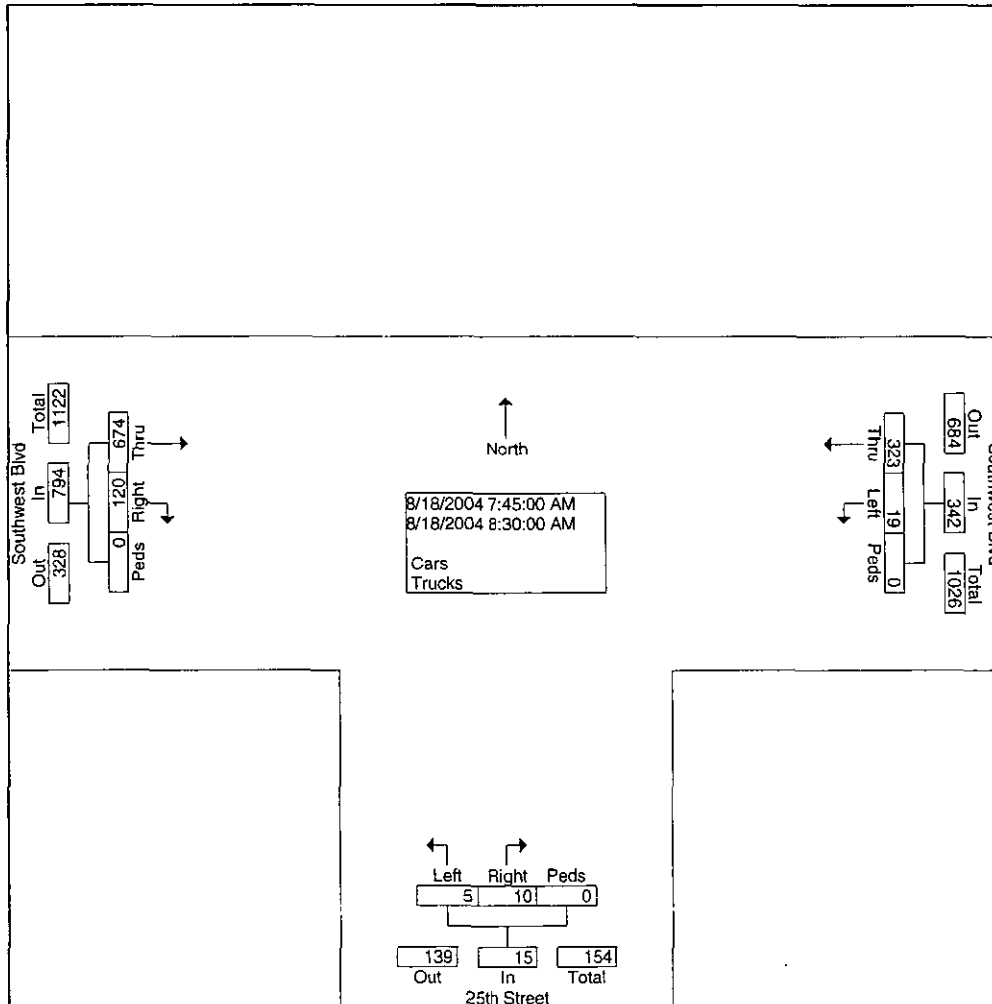 Southwest Blvd
Total
1122
In
794
Out
328
674
Thru
120
Right
0
Peds
North
8/18/2004 7:45:00 AM
8/18/2004 8:30:00 AM
Cars
Trucks
Thru
323
Left
19
Peds
0
Out
684
In
342
Total
1026
Left Right Peds
5 10 0
139 15 154
Out In Total
25th Street